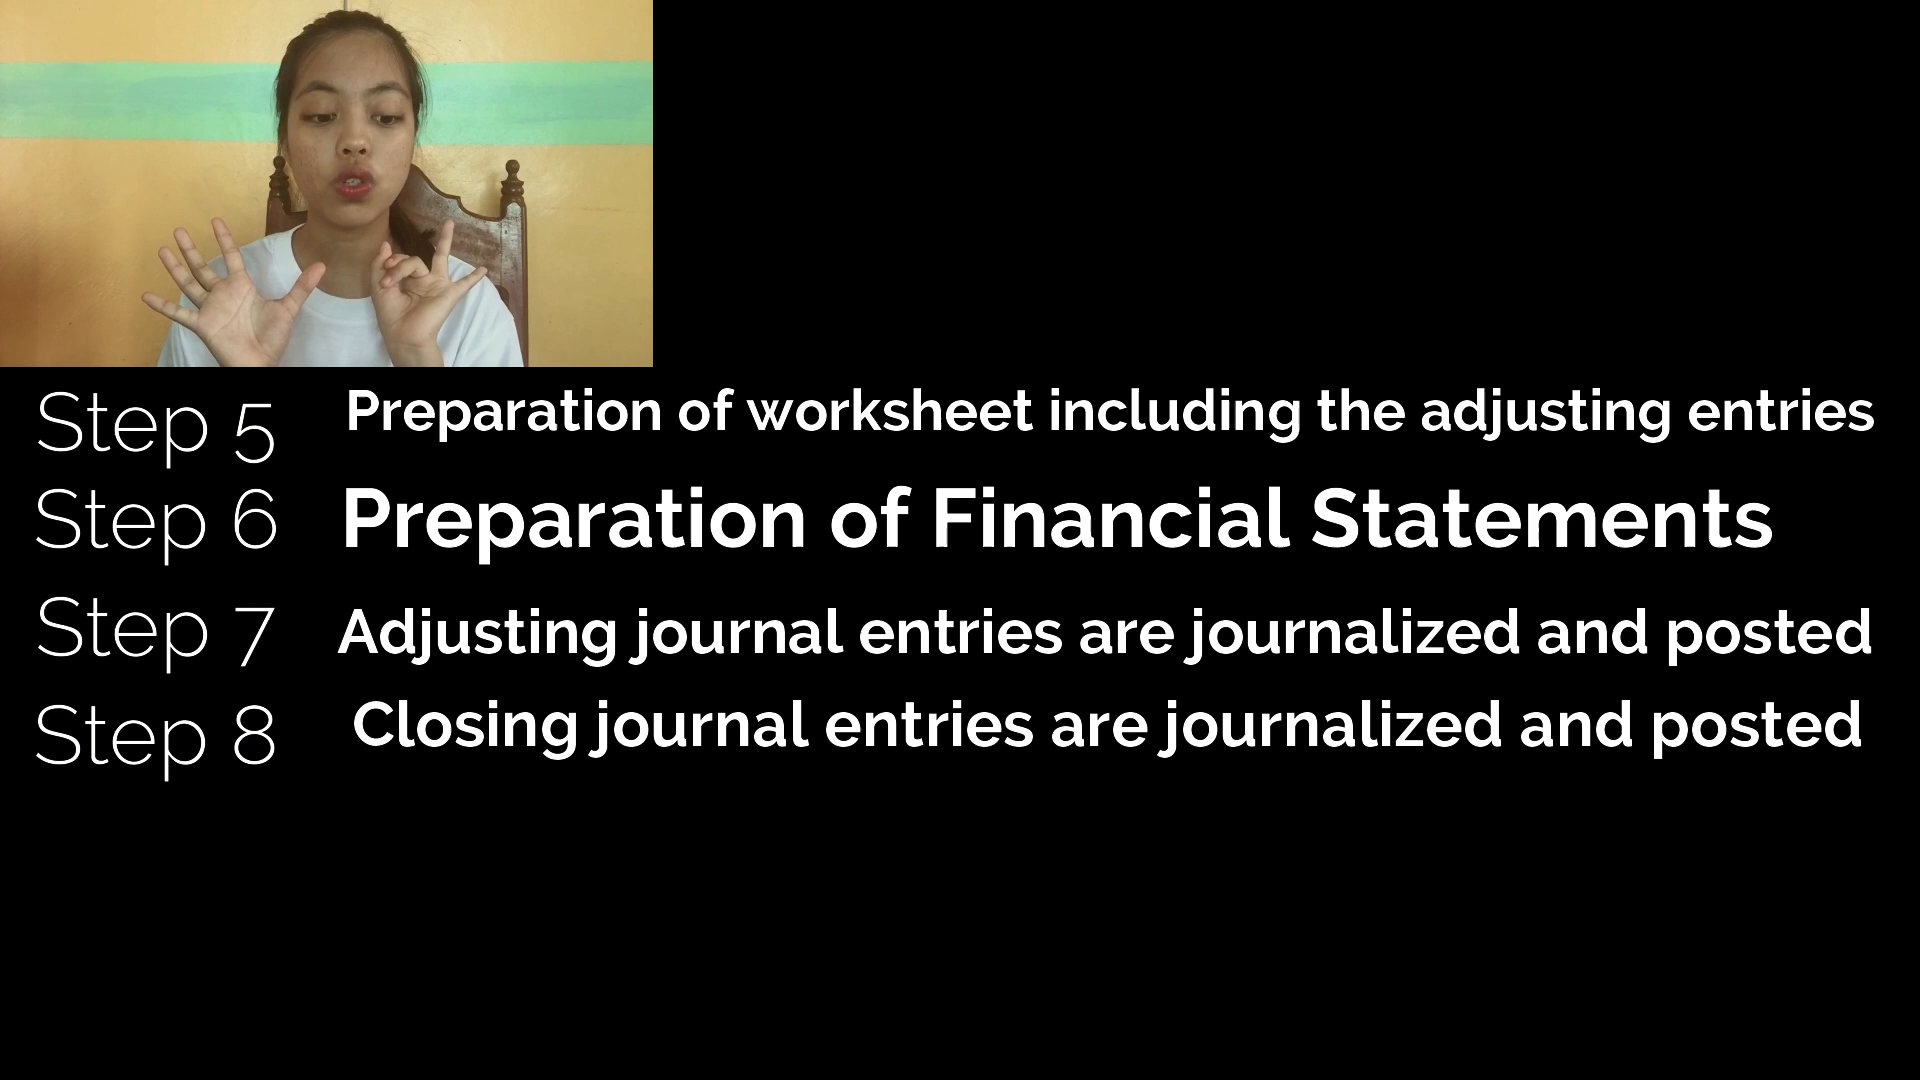 Step 5 Preparation of worksheet including the adjusting entries
Step 6 Preparation of Financial Statements
Step 7 Adjusting journal entries are journalized and posted
Step 8 Closing journal entries are journalized and posted